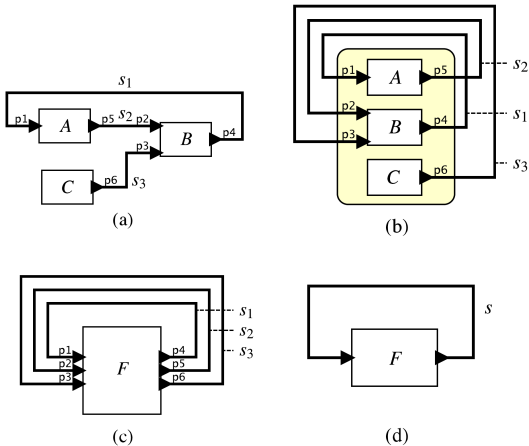 s1
p1 A p5 s2 p2 B p4
p3
C p6 s3
(a)
p1 A p5 s2
p2 B p4 s1
p3
C p6 s3
(b)
s1
s2
p1 F p4 s3
p2 p5
p3 p6
(c)
s
F
(d)